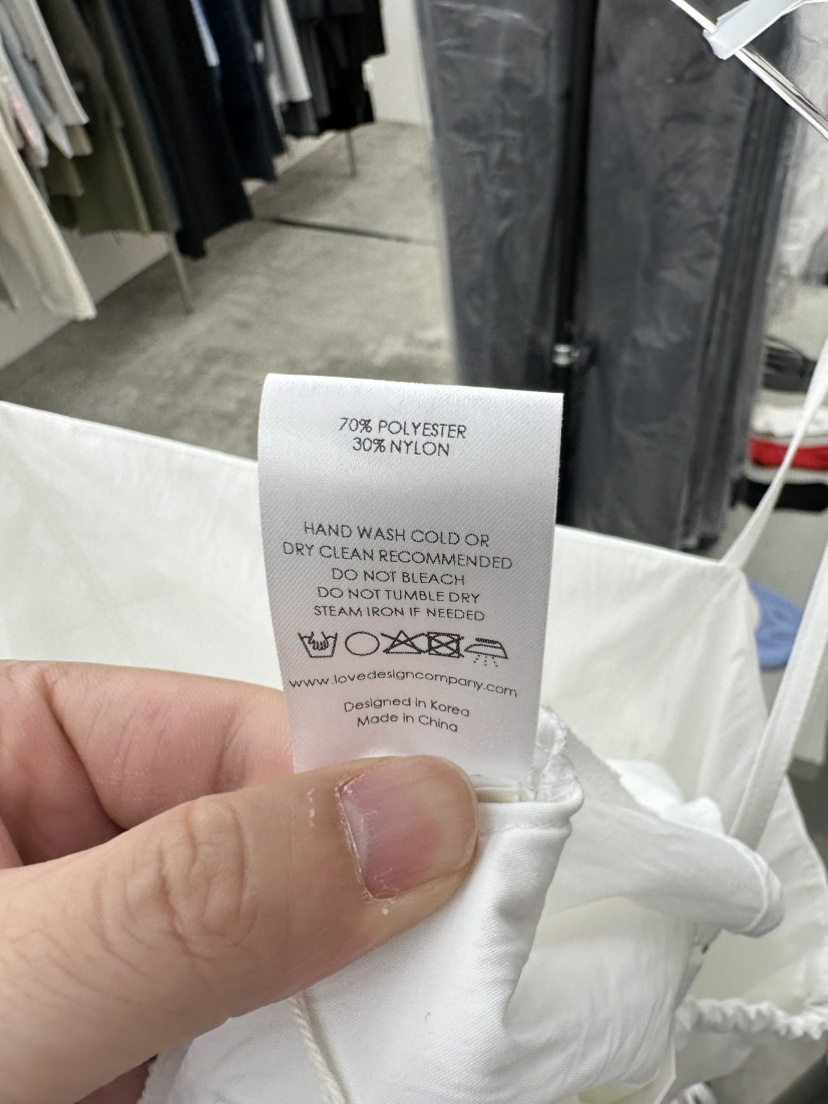 70% POLYESTER
30% NYLON
HAND WASH COLD OR
DRY CLEAN RECOMMENDED
DO NOT BLEACH
DO NOT TUMBLE DRY
STEAM IRON IF NEEDED
www.lovedesigncompany.com
Designed in Korea
Made in China